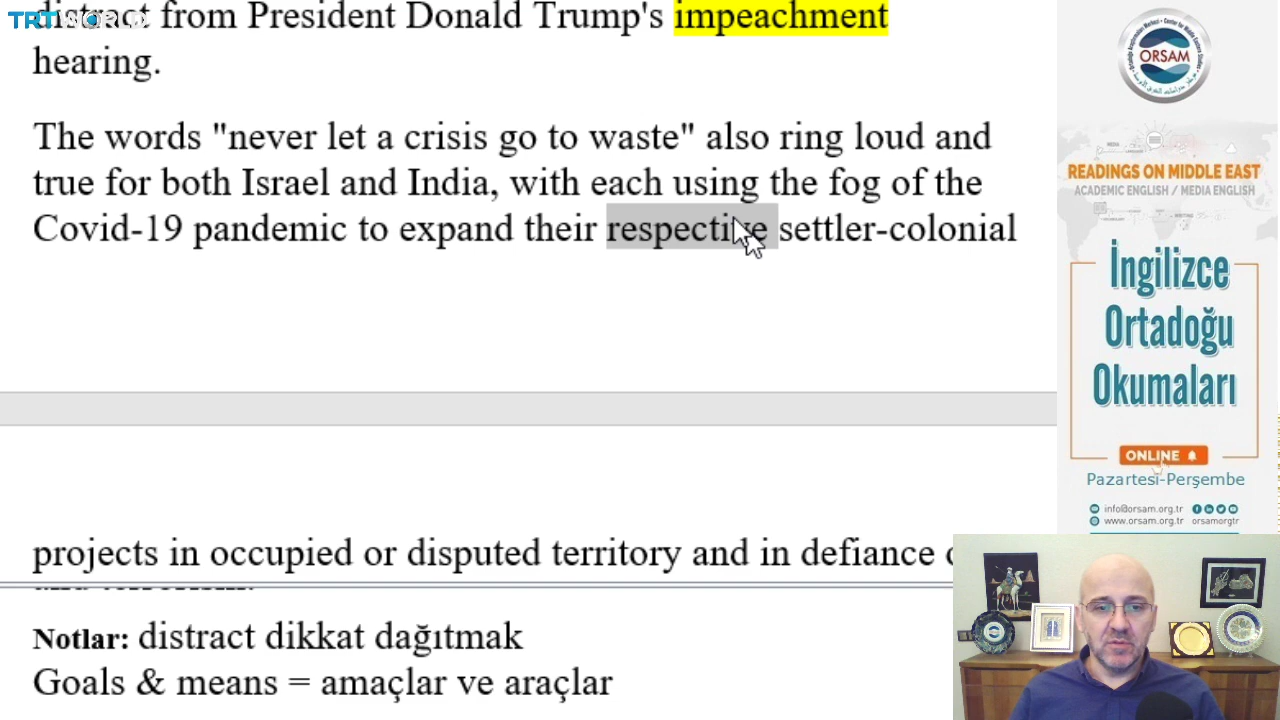 TRT WORLD
distract from President Donald Trump's impeachment
hearing.
The words "never let a crisis go to waste" also ring loud and
true for both Israel and India, with each using the fog of the
Covid-19 pandemic to expand their respective settler-colonial
projects in occupied or disputed territory and in defiance
and terrorism.
Notlar: distract dikkat dağıtmak
Goals & means = amaçlar ve araçlar
ORSAM
READINGS ON MIDDLE EAST
ACADEMIC ENGLISH / MEDIA ENGLISH
İngilizce
Ortadoğu
Okumaları
ONLINE
Pazartesi-Perşembe
info@orsam.org.tr
www.orsam.org.tr orsamorgtr